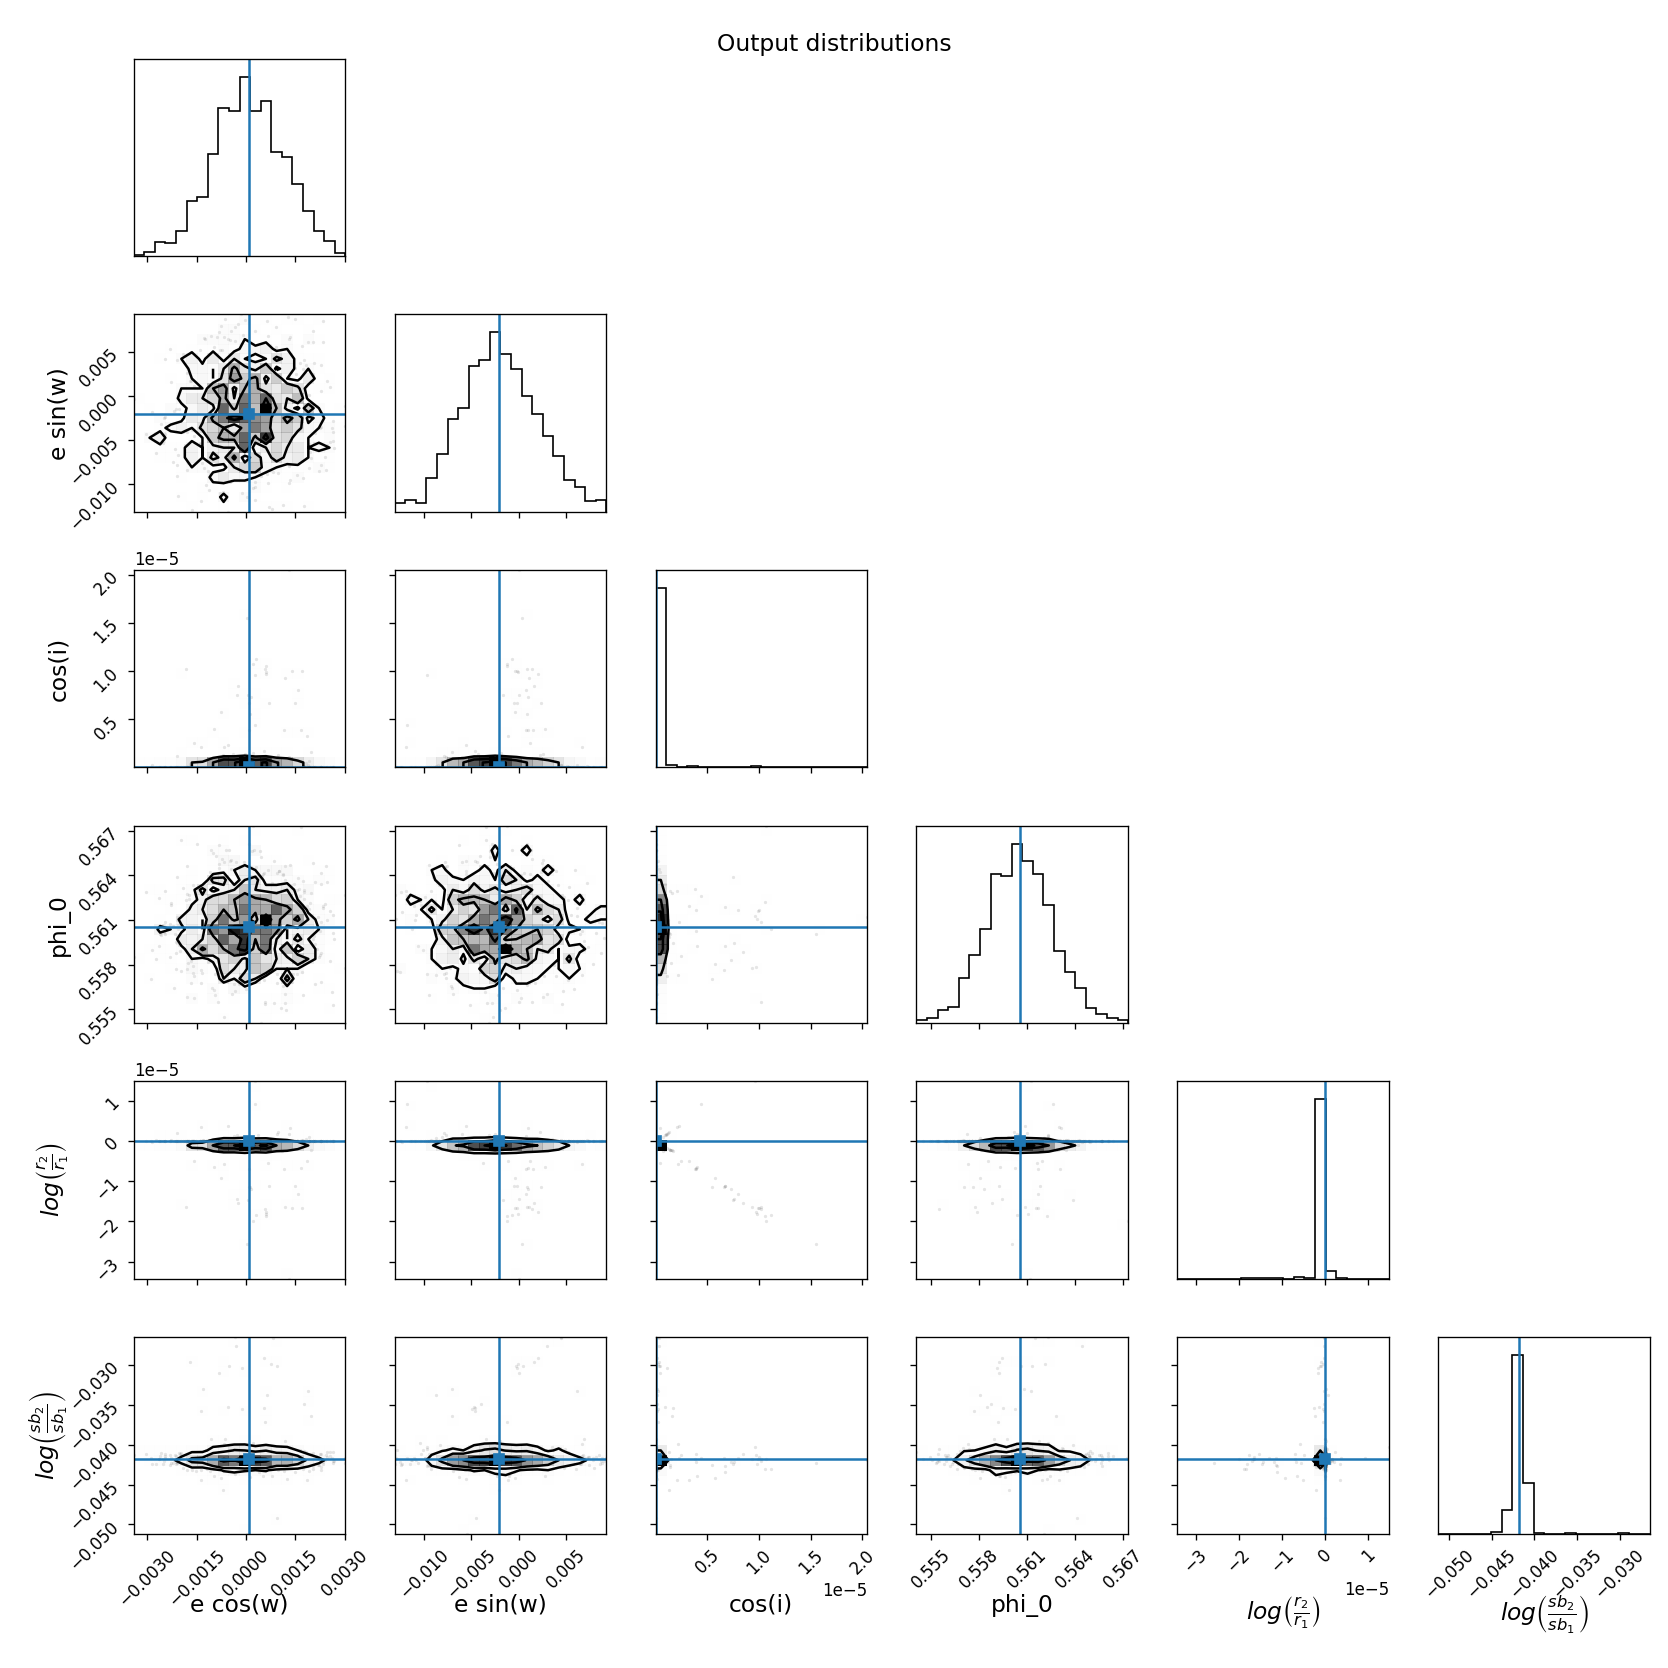 Output distributions
e sin(w)
0.005
0.000
−0.005
−0.010
1e−5
cos(i)
2.0
1.5
1.0
0.5
phi_0
0.567
0.564
0.561
0.558
0.555
1e−5
log(r2/r1)
1
0
−1
−2
−3
log(sb2/sb1)
−0.030
−0.035
−0.040
−0.045
−0.050
−0.0030 −0.0015 0.0000 0.0015 0.0030
e cos(w)
−0.010 −0.005 0.000 0.005
e sin(w)
0.5 1.0 2.0
1e−5
cos(i)
0.555 0.558 0.561 0.564 0.567
phi_0
−3 −2 −1 0 1
1e−5
log(r2/r1)
−0.050 −0.045 −0.040 −0.035 −0.030
log(sb2/sb1)